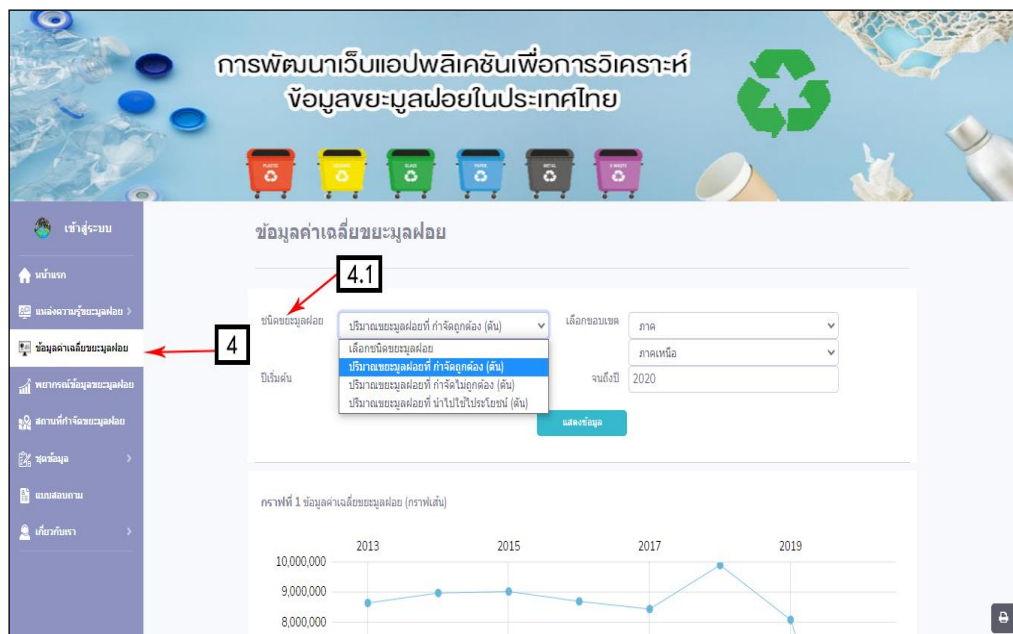 การพัฒนาเว็บแอปพลิเคชันเพื่อการวิเคราะห์
ข้อมูลขยะมูลฝอยในประเทศไทย
PLASTIC
GLASS
PAPER
METAL
E-WASTE
เข้าสู่ระบบ
หน้าแรก
แหล่งความรู้ขยะมูลฝอย
ข้อมูลค่าเฉลี่ยขยะมูลฝอย
พยากรณ์ข้อมูลขยะมูลฝอย
สถานที่กำจัดขยะมูลฝอย
ชุดข้อมูล
แบบสอบถาม
เกี่ยวกับเรา
4
ข้อมูลค่าเฉลี่ยขยะมูลฝอย
4.1
ชนิดขยะมูลฝอย
ปริมาณขยะมูลฝอยที่ กำจัดถูกต้อง (ตัน)
เลือกขอบเขต
ภาค
เลือกชนิดขยะมูลฝอย
ปริมาณขยะมูลฝอยที่ กำจัดถูกต้อง (ตัน)
ปริมาณขยะมูลฝอยที่ กำจัดไม่ถูกต้อง (ตัน)
ปริมาณขยะมูลฝอยที่ นำไปใช้ประโยชน์ (ตัน)
ภาคเหนือ
ปีเริ่มต้น
จนถึงปี
2020
แสดงข้อมูล
กราฟที่ 1 ข้อมูลค่าเฉลี่ยขยะมูลฝอย (กราฟเส้น)
2013 2015 2017 2019
10,000,000
9,000,000
8,000,000